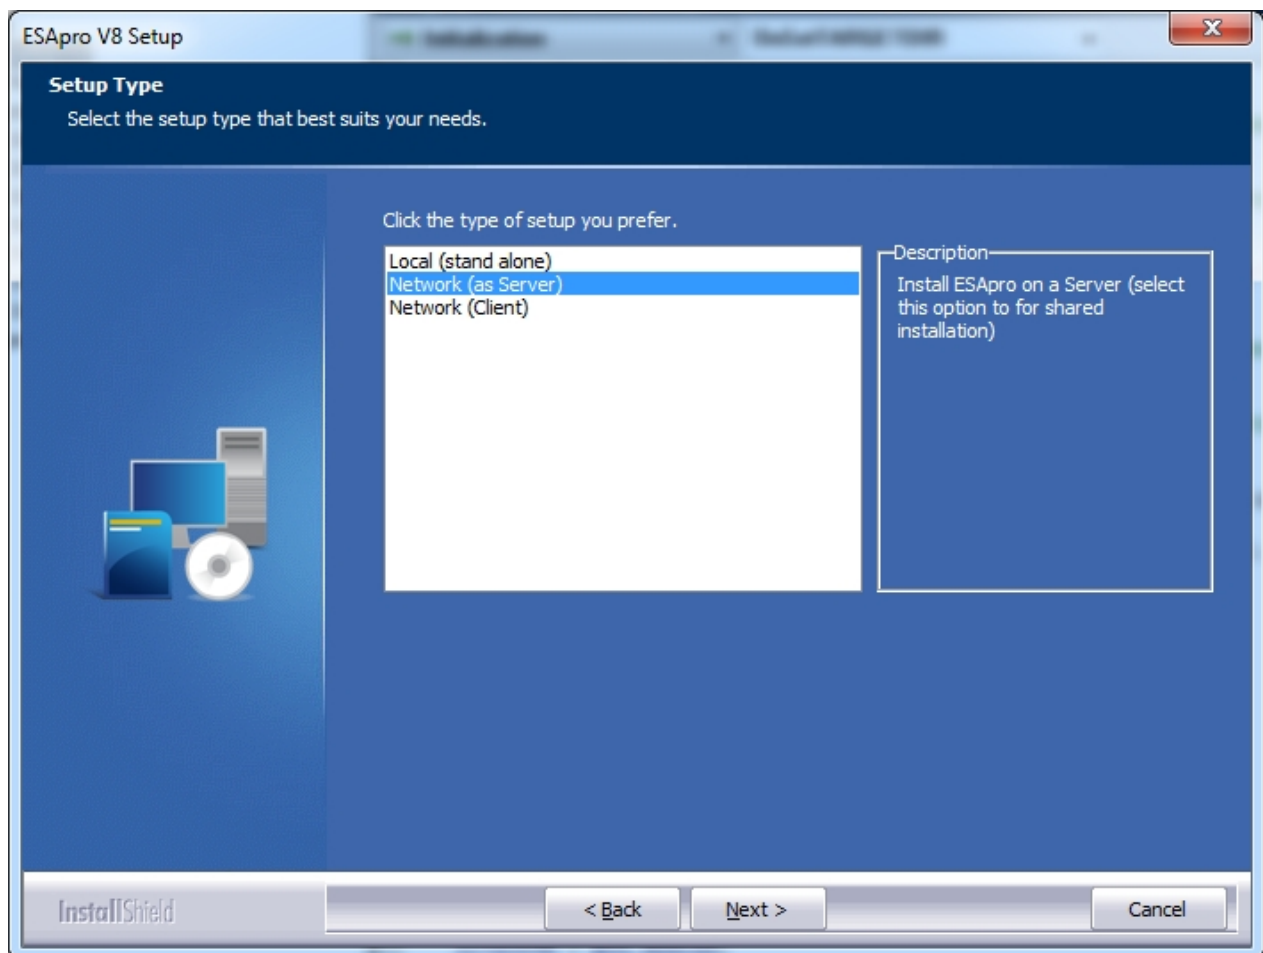 ESApro V8 Setup
X
Setup Type
Select the setup type that best suits your needs.
Click the type of setup you prefer.
Local (stand alone)
Network (as Server)
Network (Client)
Description
Install ESApro on a Server (select
this option to for shared
installation)
InstallShield
< Back
Next >
Cancel